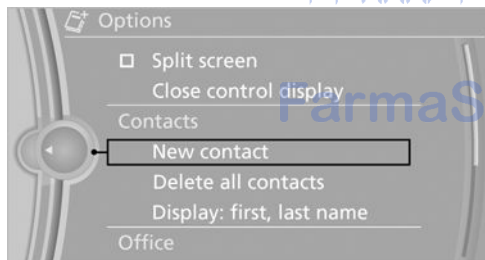 Options
Split screen
Close control display
Contacts
FarmaS
New contact
Delete all contacts
Display: first, last name
Office